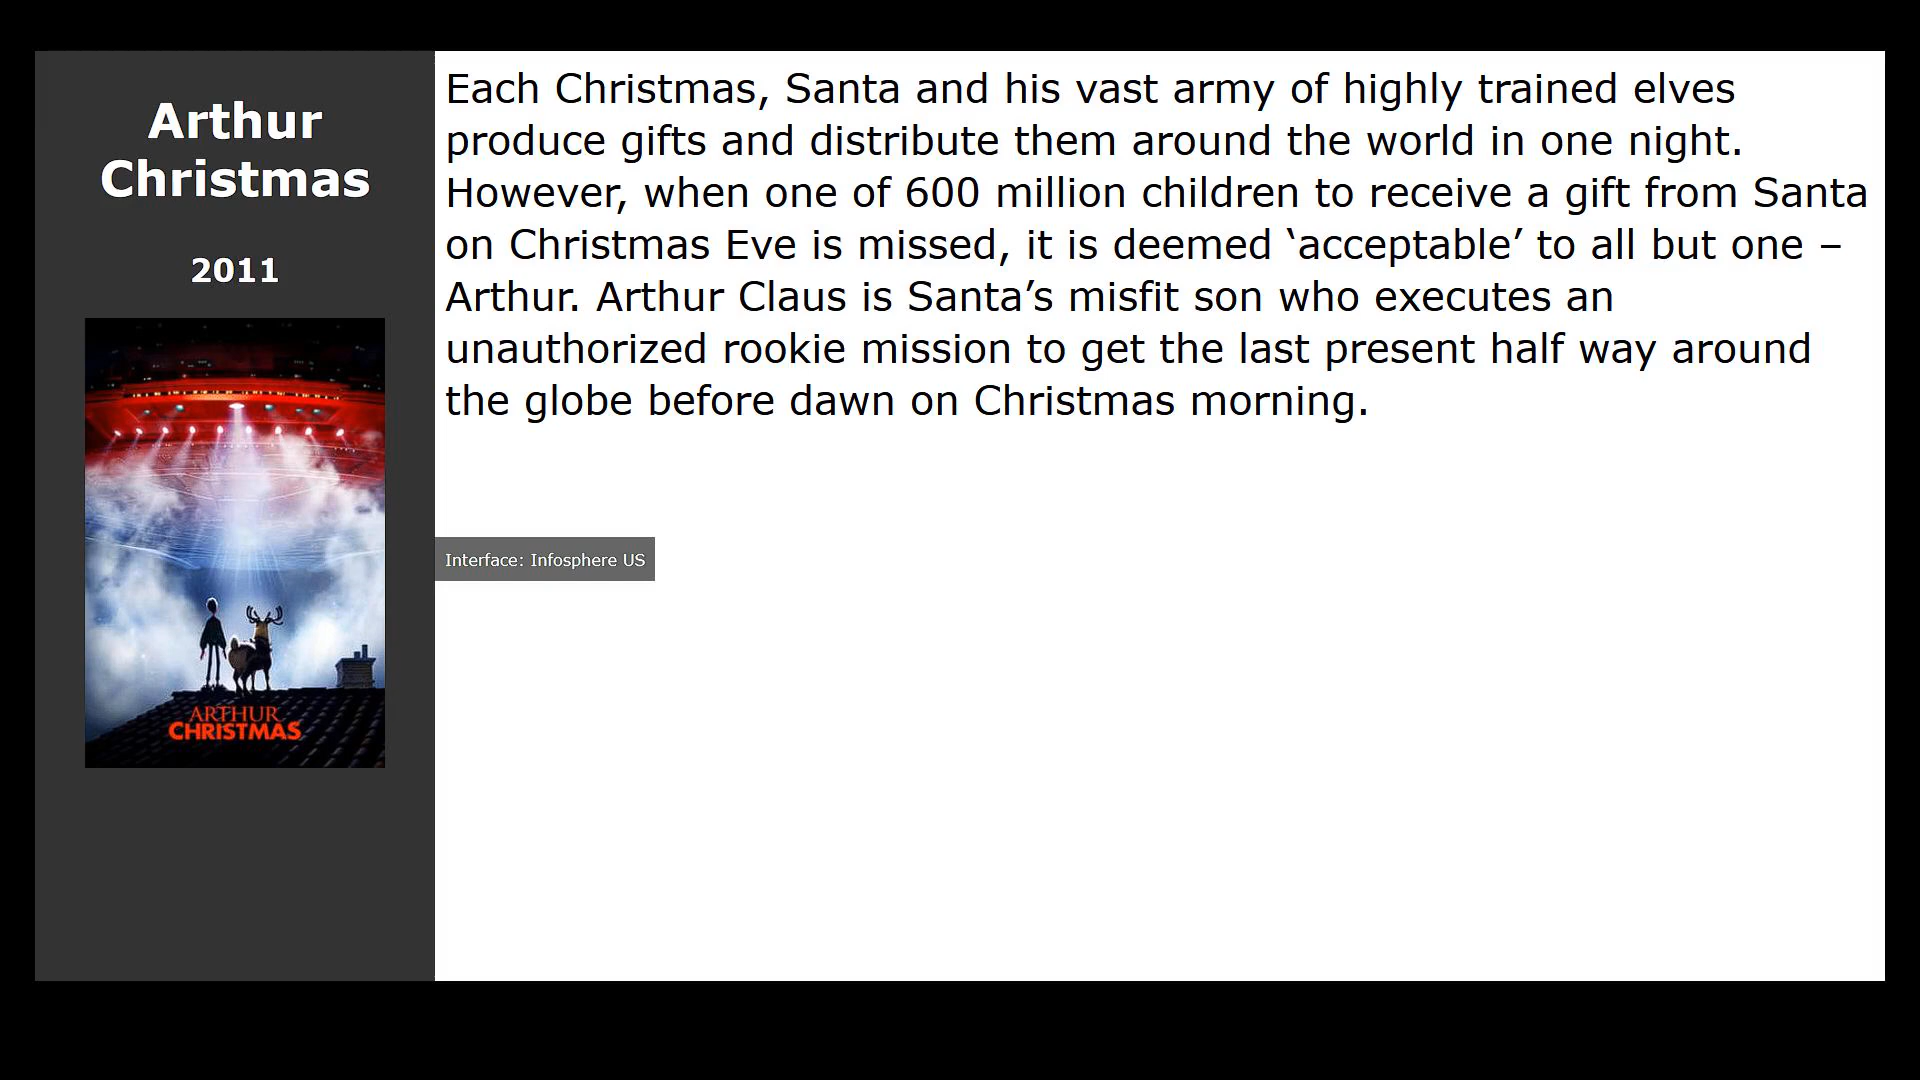 Arthur
Christmas
2011
ARTHUR
CHRISTMAS
Each Christmas, Santa and his vast army of highly trained elves
produce gifts and distribute them around the world in one night.
However, when one of 600 million children to receive a gift from Santa
on Christmas Eve is missed, it is deemed ‘acceptable’ to all but one –
Arthur. Arthur Claus is Santa’s misfit son who executes an
unauthorized rookie mission to get the last present half way around
the globe before dawn on Christmas morning.
Interface: Infosphere US